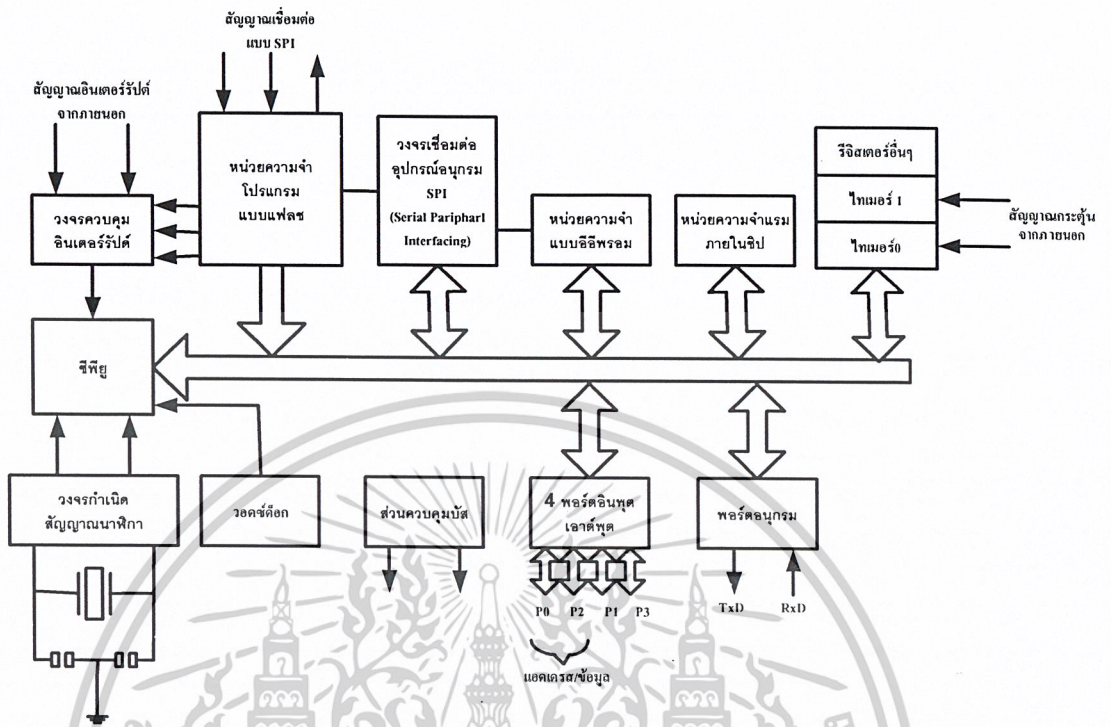 สัญญาณเชื่อมต่อ
แบบ SPI
สัญญาณอินเตอร์รัปต์
จากภายนอก
หน่วยความจำ
โปรแกรม
แบบแฟลช
วงจรเชื่อมต่อ
อุปกรณ์อนุกรม
SPI
(Serial Paripharl
Interfacing)
รีจิสเตอร์อื่นๆ
ไทเมอร์ 1
ไทเมอร์0
สัญญาณกระตุ้น
จากภายนอก
วงจรควบคุม
อินเตอร์รัปต์
หน่วยความจำ
แบบอีอีพรอม
หน่วยความจำแรม
ภายในชิป
ซีพียู
วงจรกำเนิด
สัญญาณนาฬิกา
วอตช์ด็อก
ส่วนควบคุมบัส
4 พอร์ตอินพุต
เอาต์พุต
พอร์ตอนุกรม
P0 P2 P1 P3
TxD RxD
แอดเดรส/ข้อมูล